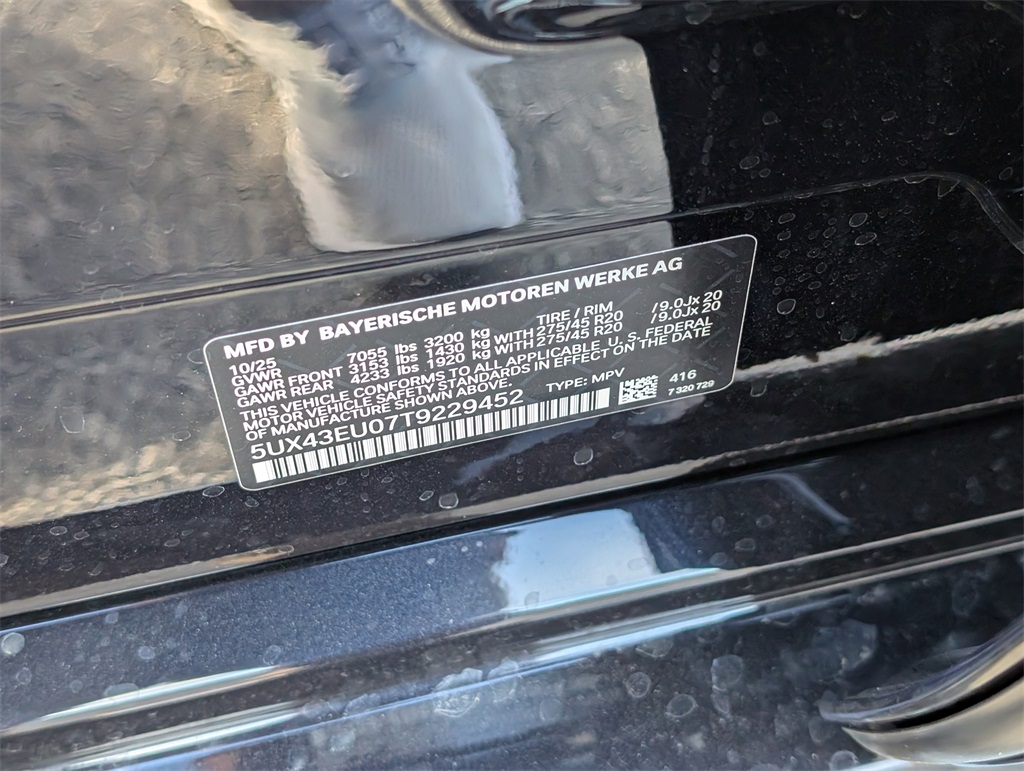 MFD BY BAYERISCHE MOTOREN WERKE AG
10/25 TIRE / RIM
GVWR 7055 lbs 3200 kg
GAWR FRONT 3153 lbs 1430 kg WITH 275/45 R20 /9.0Jx 20
GAWR REAR 4233 lbs 1920 kg WITH 275/45 R20 /9.0Jx 20
THIS VEHICLE CONFORMS TO ALL APPLICABLE U. S. FEDERAL
MOTOR VEHICLE SAFETY STANDARDS IN EFFECT ON THE DATE
OF MANUFACTURE SHOWN ABOVE.
5UX43EU07T9229452 TYPE: MPV 416
7 320 729